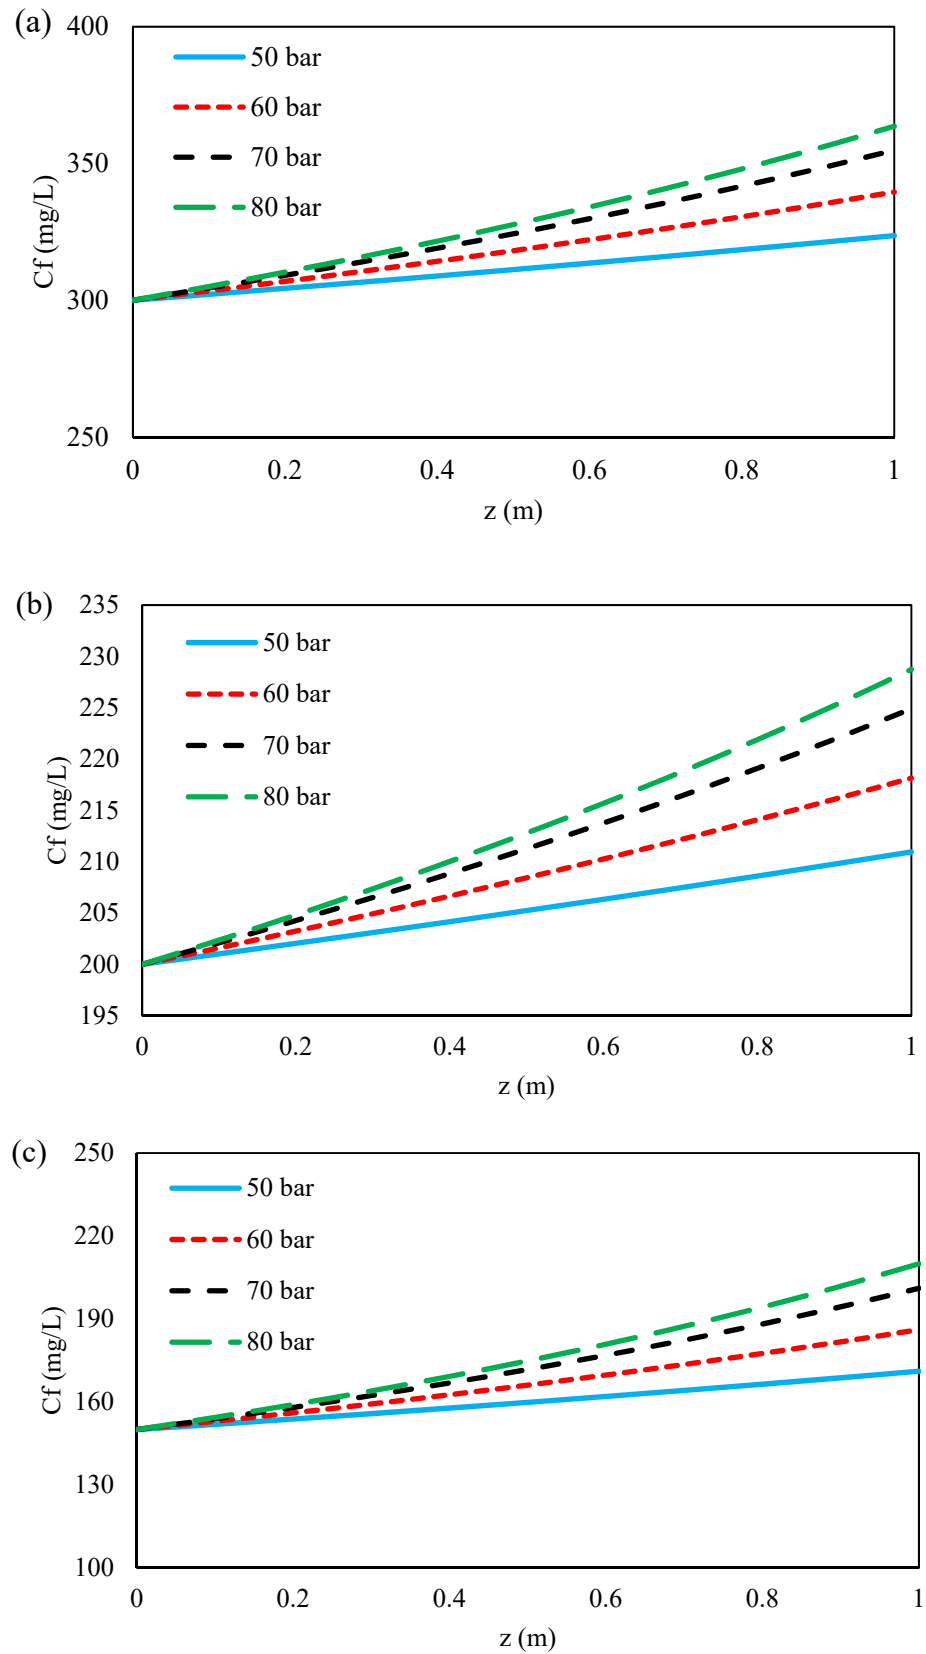 (a)
400
350
300
250
Cf (mg/L)
50 bar
60 bar
70 bar
80 bar
0 0.2 0.4 0.6 0.8 1
z (m)
(b)
235
230
225
220
215
210
205
200
195
Cf (mg/L)
50 bar
60 bar
70 bar
80 bar
0 0.2 0.4 0.6 0.8 1
z (m)
(c)
250
220
190
160
130
100
Cf (mg/L)
50 bar
60 bar
70 bar
80 bar
0 0.2 0.4 0.6 0.8 1
z (m)